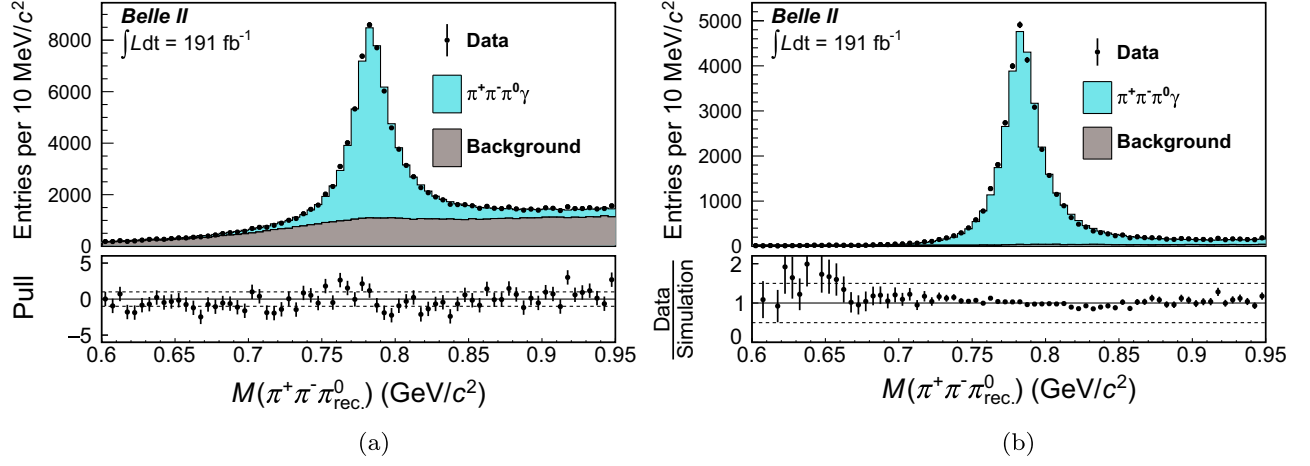 Belle II
∫Ldt = 191 fb⁻¹
Data
π⁺π⁻π⁰γ
Background
Entries per 10 MeV/c²
8000
6000
4000
2000
0
Pull
5
0
−5
0.6 0.65 0.7 0.75 0.8 0.85 0.9 0.95
M(π⁺π⁻π⁰rec.) (GeV/c²)
(a)
Belle II
∫Ldt = 191 fb⁻¹
Data
π⁺π⁻π⁰γ
Background
Entries per 10 MeV/c²
5000
4000
3000
2000
1000
0
Data
Simulation
2
1
0
0.6 0.65 0.7 0.75 0.8 0.85 0.9 0.95
M(π⁺π⁻π⁰rec.) (GeV/c²)
(b)